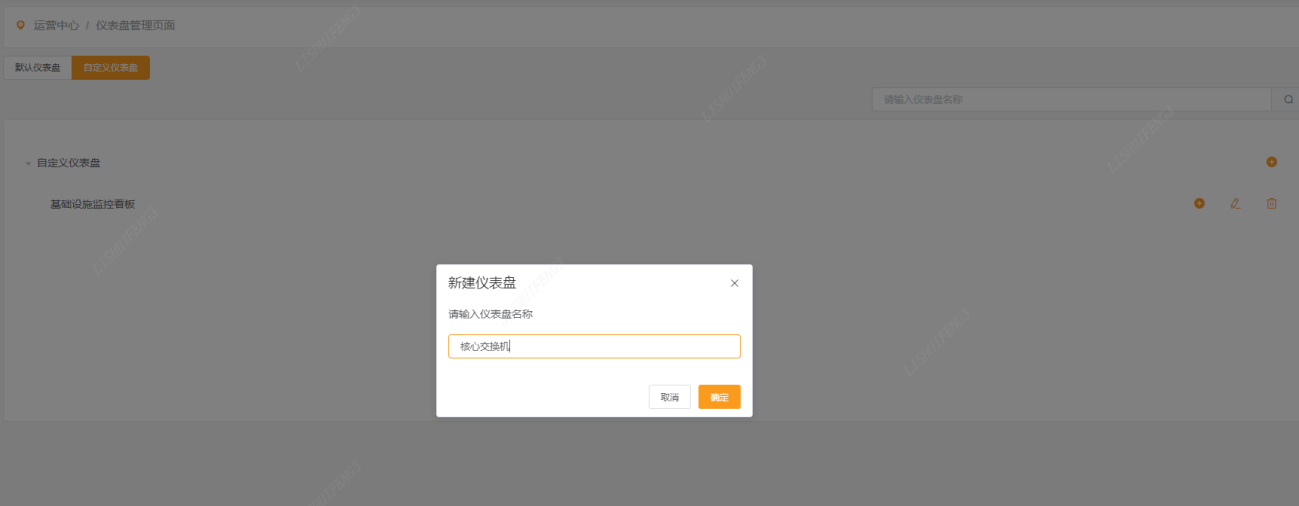 运营中心 / 仪表盘管理页面
默认仪表盘 自定义仪表盘
请输入仪表盘名称
自定义仪表盘
基础设施监控看板
新建仪表盘
请输入仪表盘名称
核心交换机
取消 确定